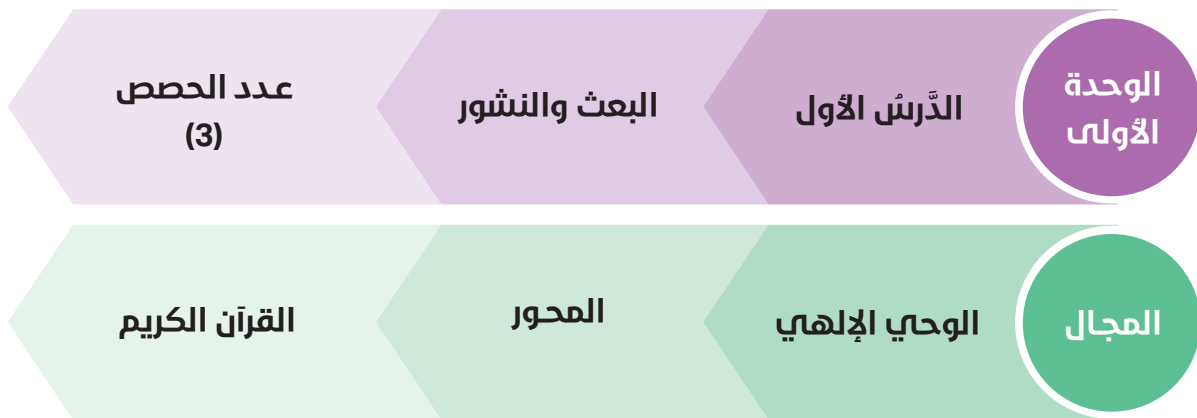 الوحدة
الأولى
الدَّرسُ الأول
البعث والنشور
عدد الحصص
(3)
المجال
الوحي الإلهي
المحور
القرآن الكريم